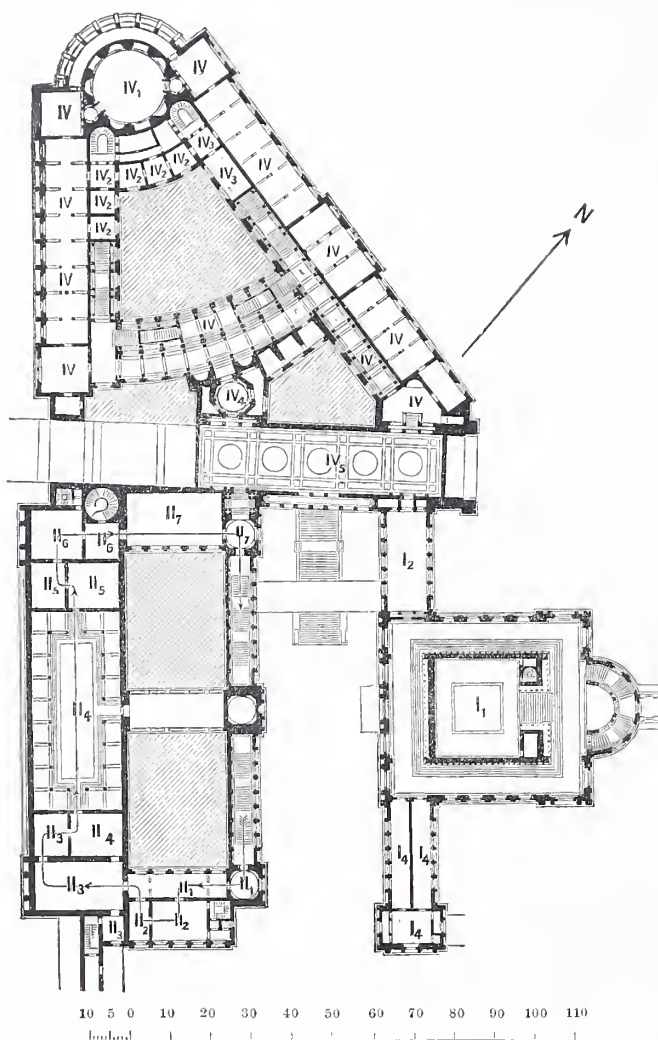 IV₁ IV
IV
IV₃
IV₂ IV₂ IV₂ IV₂ IV₃ IV
IV IV₂
IV₂ N
IV
IV IV
IV
IV IV
IV₄ IV
IV₅
II₇
II₆ II₆ II₇
I₂
II₅ II₅
I₁
II₄
II₃ II₄
I₄ I₄
II₃ II₁ II₁
II₂ II₂
II₃ I₄
10 5 0 10 20 30 40 50 60 70 80 90 100 110